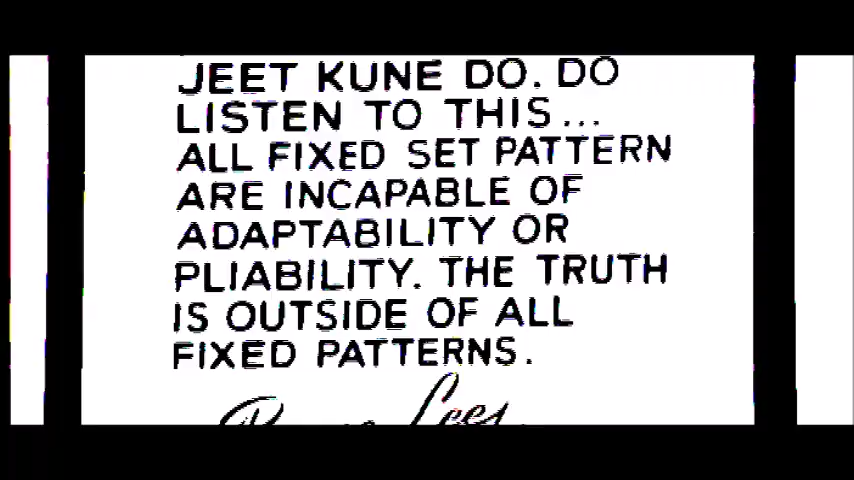 JEET KUNE DO. DO
LISTEN TO THIS...
ALL FIXED SET PATTERN
ARE INCAPABLE OF
ADAPTABILITY OR
PLIABILITY. THE TRUTH
IS OUTSIDE OF ALL
FIXED PATTERNS.
Lees